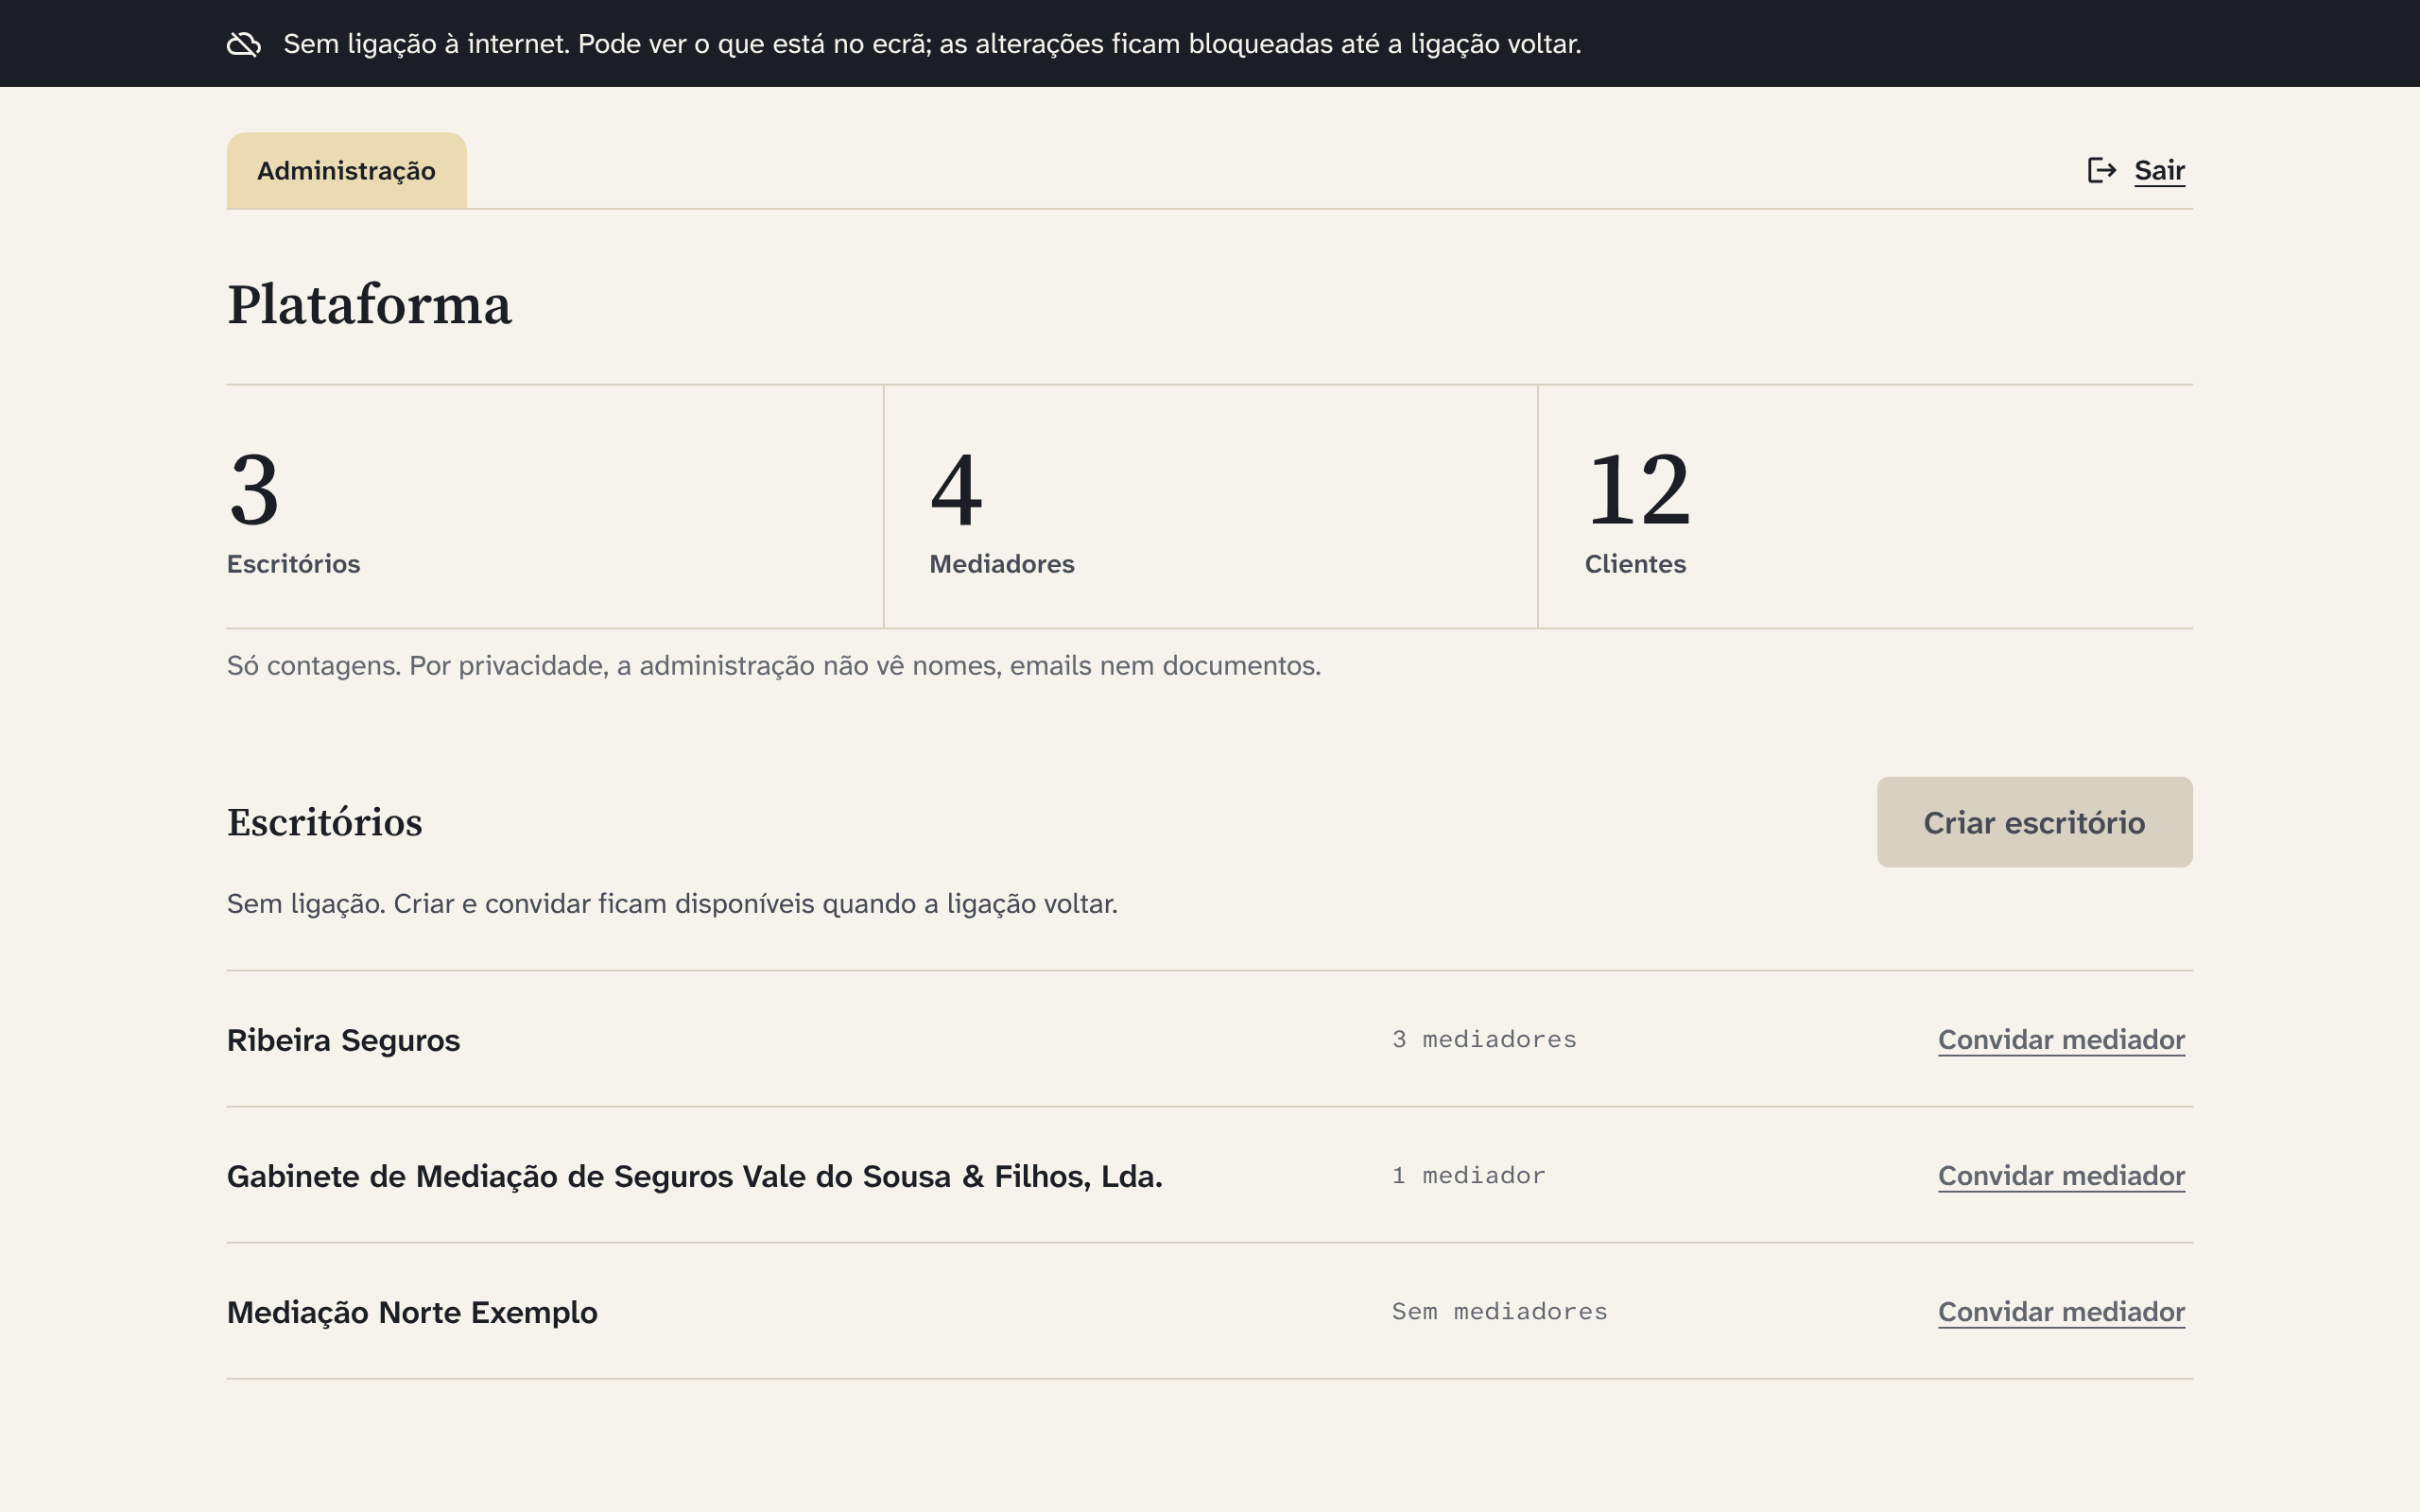 Sem ligação à internet. Pode ver o que está no ecrã; as alterações ficam bloqueadas até a ligação voltar.
Administração
Sair
Plataforma
3
Escritórios
4
Mediadores
12
Clientes
Só contagens. Por privacidade, a administração não vê nomes, emails nem documentos.
Escritórios
Criar escritório
Sem ligação. Criar e convidar ficam disponíveis quando a ligação voltar.
Ribeira Seguros
3 mediadores
Convidar mediador
Gabinete de Mediação de Seguros Vale do Sousa & Filhos, Lda.
1 mediador
Convidar mediador
Mediação Norte Exemplo
Sem mediadores
Convidar mediador